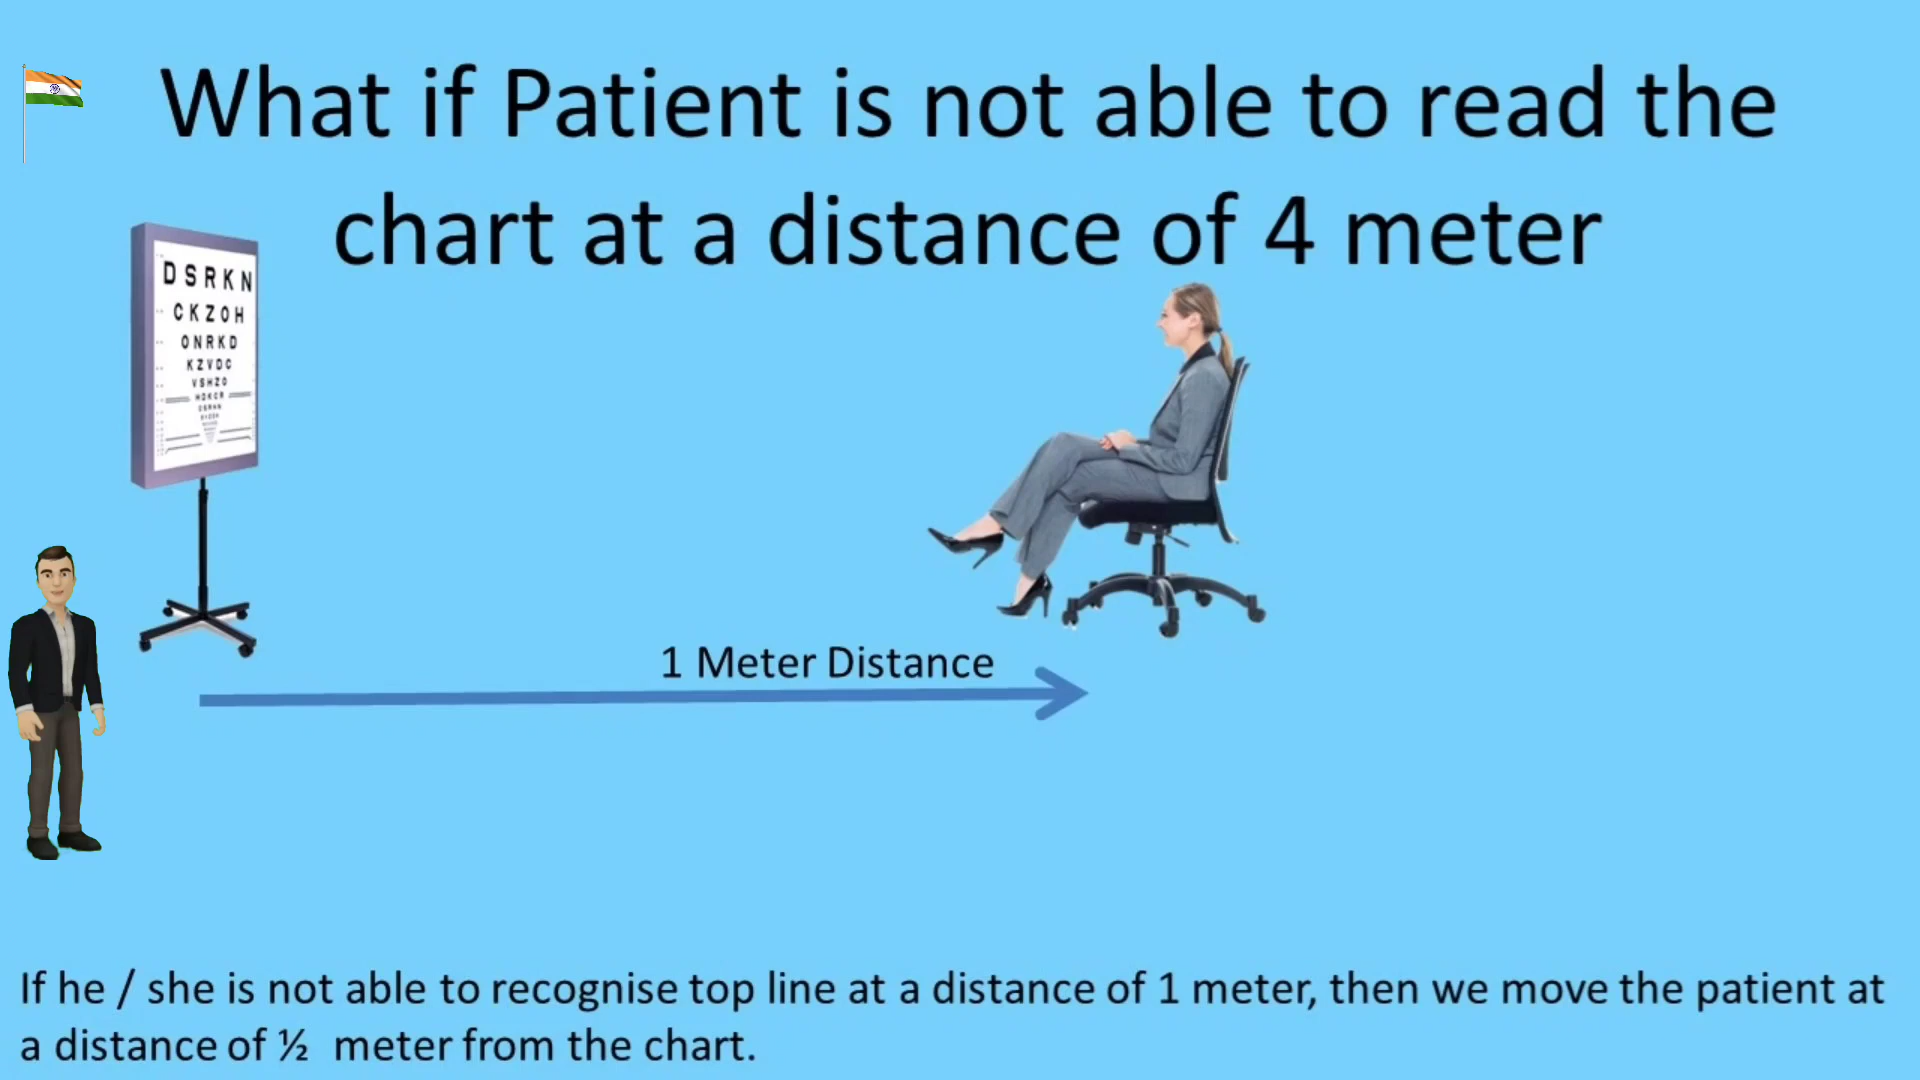 What if Patient is not able to read the
chart at a distance of 4 meter
DSRKN
CKZOH
ONRKD
KZVDC
VSHZO
HDKCR
1 Meter Distance
If he / she is not able to recognise top line at a distance of 1 meter, then we move the patient at
a distance of ½ meter from the chart.